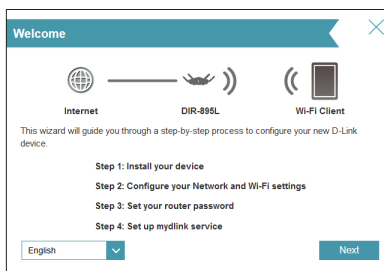 Welcome
Internet DIR-895L Wi-Fi Client
This wizard will guide you through a step-by-step process to configure your new D-Link
device.
Step 1: Install your device
Step 2: Configure your Network and Wi-Fi settings
Step 3: Set your router password
Step 4: Set up mydlink service
English Next